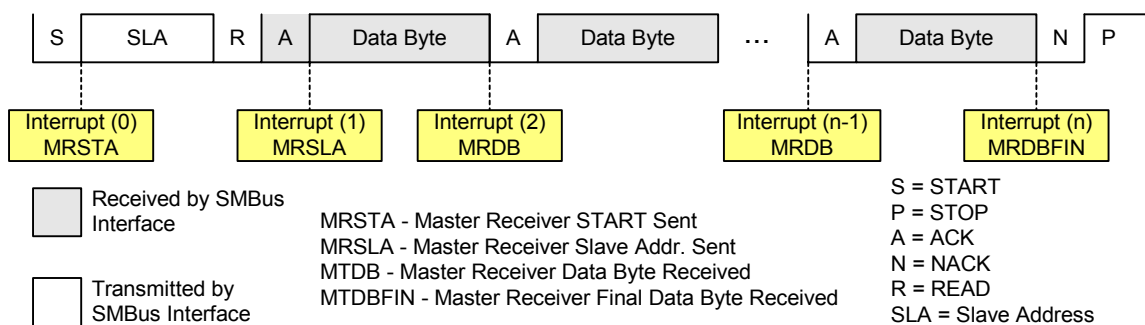 S SLA R A Data Byte A Data Byte ... A Data Byte N P
Interrupt (0)
MRSTA
Interrupt (1)
MRSLA
Interrupt (2)
MRDB
Interrupt (n-1)
MRDB
Interrupt (n)
MRDBFIN
Received by SMBus
Interface
Transmitted by
SMBus Interface
MRSTA - Master Receiver START Sent
MRSLA - Master Receiver Slave Addr. Sent
MTDB - Master Receiver Data Byte Received
MTDBFIN - Master Receiver Final Data Byte Received
S = START
P = STOP
A = ACK
N = NACK
R = READ
SLA = Slave Address